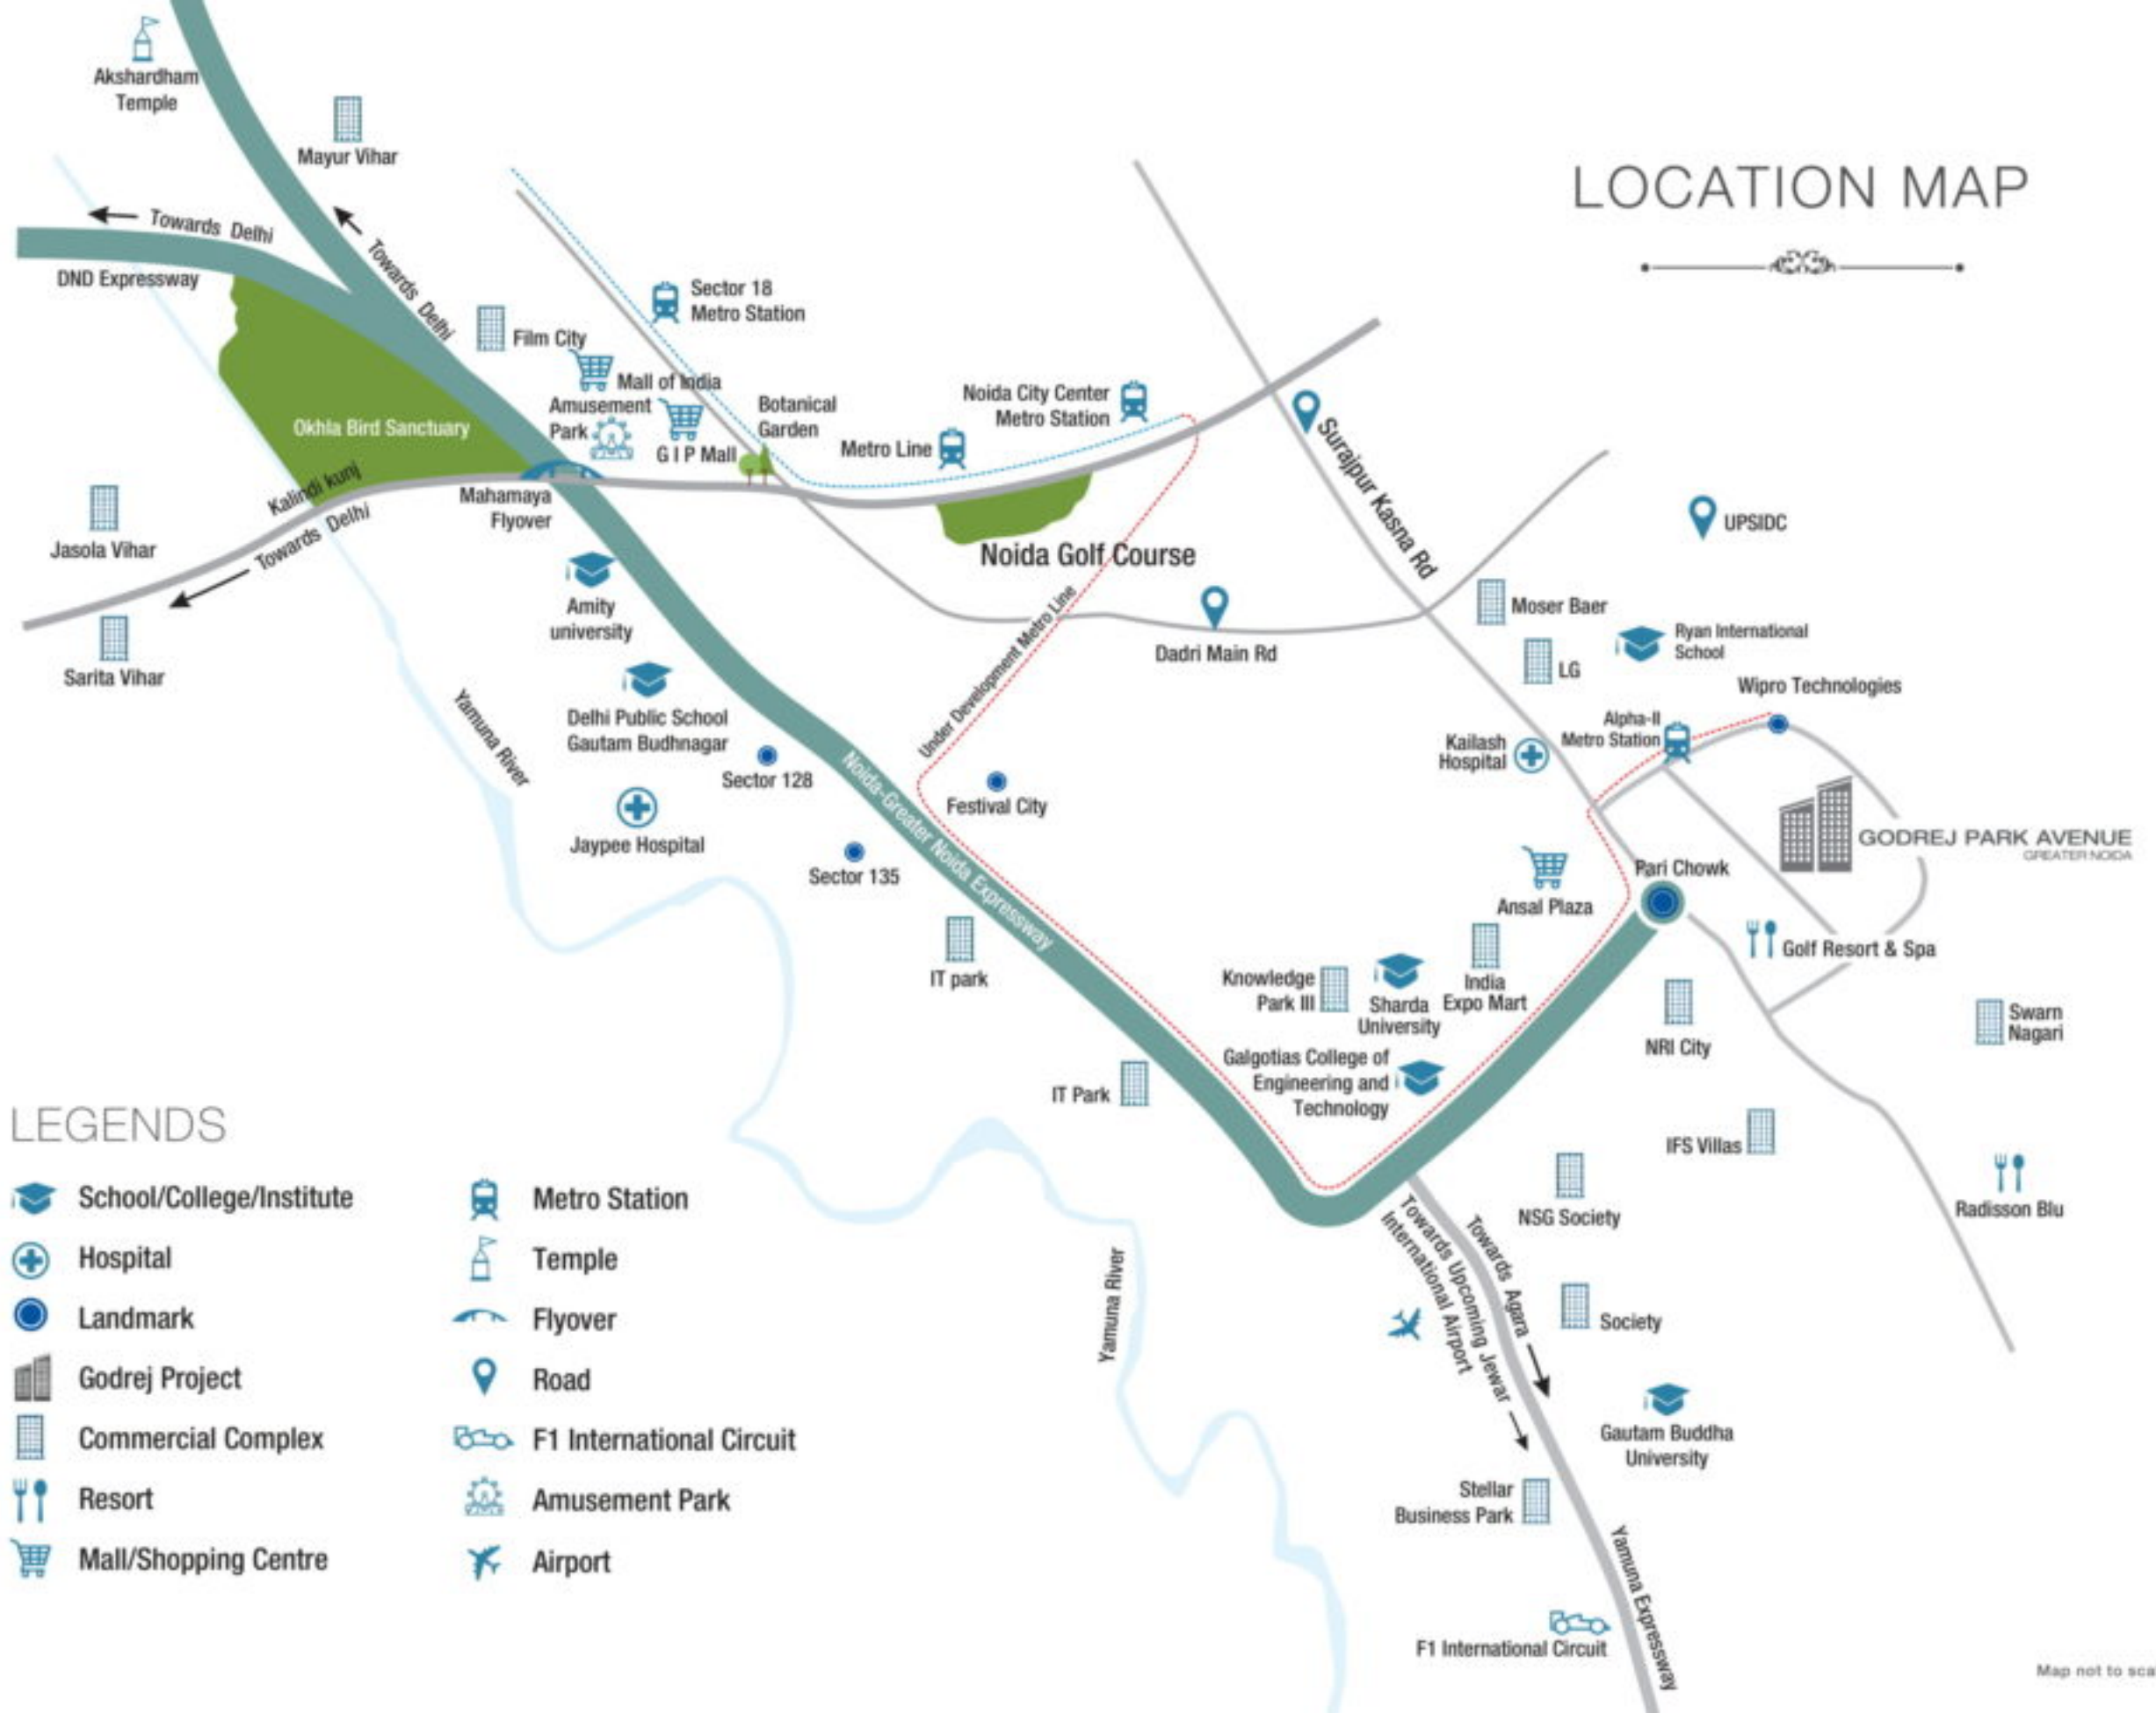 Akshardham
Temple
Mayur Vihar
LOCATION MAP
Towards Delhi
DND Expressway
Towards Delhi
Sector 18
Metro Station
Film City
Mall of India
Amusement
Park
G I P Mall
Botanical
Garden
Noida City Center
Metro Station
Metro Line
Okhla Bird Sanctuary
Kalindi kunj
Towards Delhi
Mahamaya
Flyover
Jasola Vihar
Sarita Vihar
Noida Golf Course
Surajpur Kasna Rd
UPSIDC
Amity
university
Dadri Main Rd
Moser Baer
LG
Ryan International
School
Wipro Technologies
Under Development Metro Line
Delhi Public School
Gautam Budhnagar
Yamuna River
Sector 128
Noida-Greater Noida Expressway
Festival City
Kailash
Hospital
Alpha-II
Metro Station
Jaypee Hospital
Sector 135
GODREJ PARK AVENUE
GREATER NOIDA
Pari Chowk
Ansal Plaza
Golf Resort & Spa
IT park
Knowledge
Park III
Sharda
University
India
Expo Mart
NRI City
Swarn
Nagari
IT Park
Galgotias College of
Engineering and
Technology
IFS Villas
NSG Society
Radisson Blu
Towards Upcoming Jewar
International Airport
Towards Agara
Yamuna River
Society
Gautam Buddha
University
Stellar
Business Park
Yamuna Expressway
F1 International Circuit
LEGENDS
School/College/Institute
Hospital
Landmark
Godrej Project
Commercial Complex
Resort
Mall/Shopping Centre
Metro Station
Temple
Flyover
Road
F1 International Circuit
Amusement Park
Airport
Map not to sca